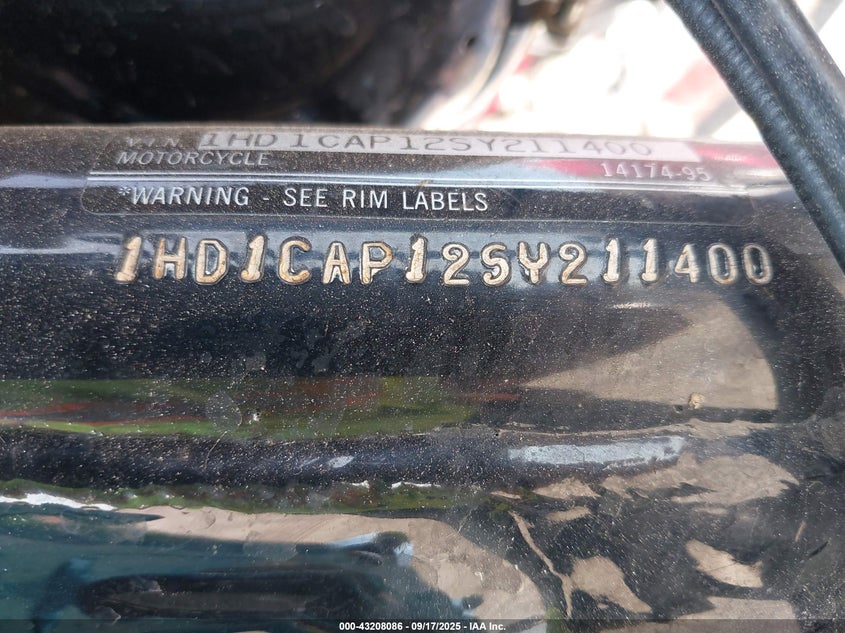 V.I.N. 1HD1CAP12SY211400
MOTORCYCLE 14174-95
*WARNING - SEE RIM LABELS
1HD1CAP12SY211400
000-43208086 - 09/17/2025 - IAA Inc.